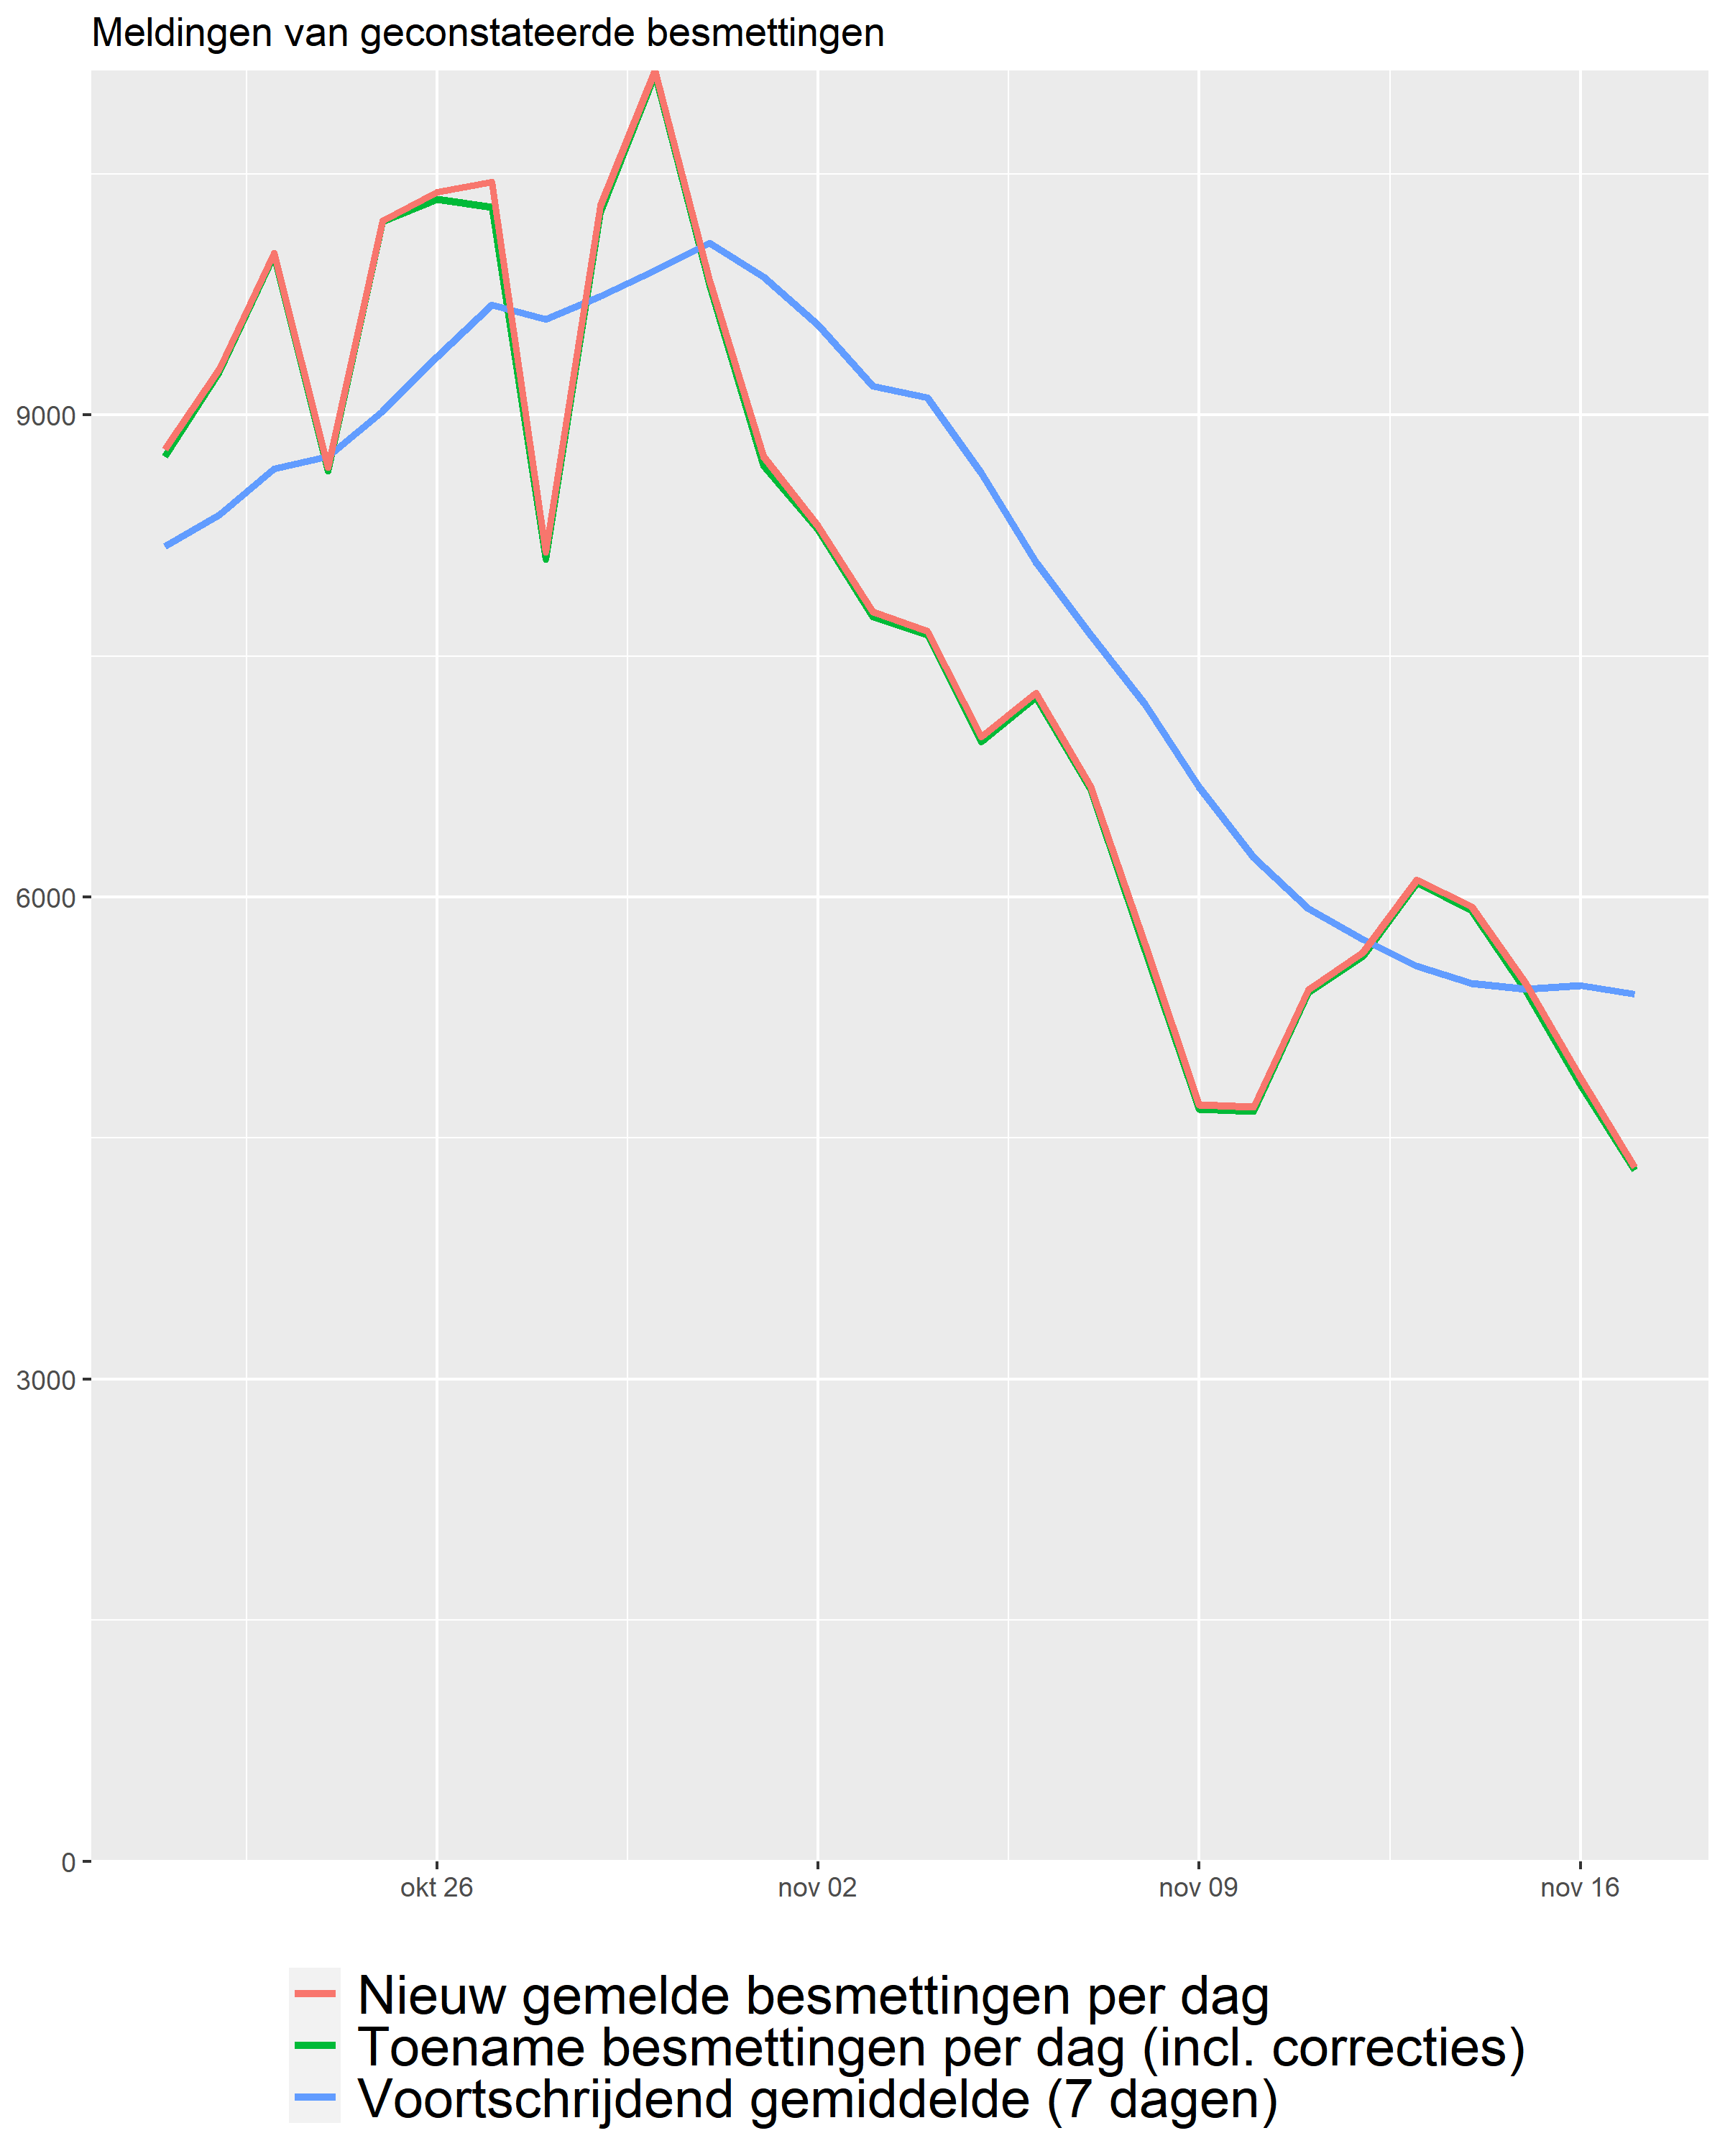 Meldingen van geconstateerde besmettingen
9000
6000
3000
0
okt 26
nov 02
nov 09
nov 16
Nieuw gemelde besmettingen per dag
Toename besmettingen per dag (incl. correcties)
Voortschrijdend gemiddelde (7 dagen)